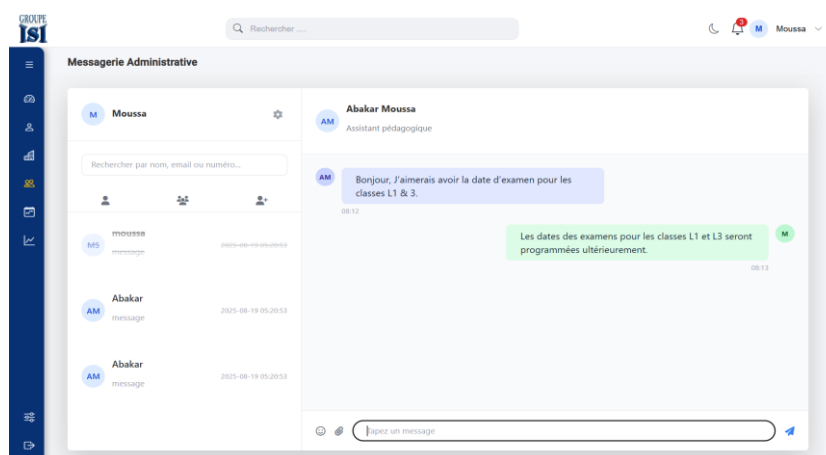 GROUPE
ISI
Rechercher ....
3
M
Moussa
Messagerie Administrative
M
Moussa
AM
Abakar Moussa
Assistant pédagogique
Rechercher par nom, email ou numéro...
AM
Bonjour, J'aimerais avoir la date d'examen pour les
classes L1 & 3.
08:12
Les dates des examens pour les classes L1 et L3 seront
programmées ultérieurement.
M
08:13
MS
moussa
message
2025-08-19 05:20:53
AM
Abakar
message
2025-08-19 05:20:53
AM
Abakar
message
2025-08-19 05:20:53
Tapez un message